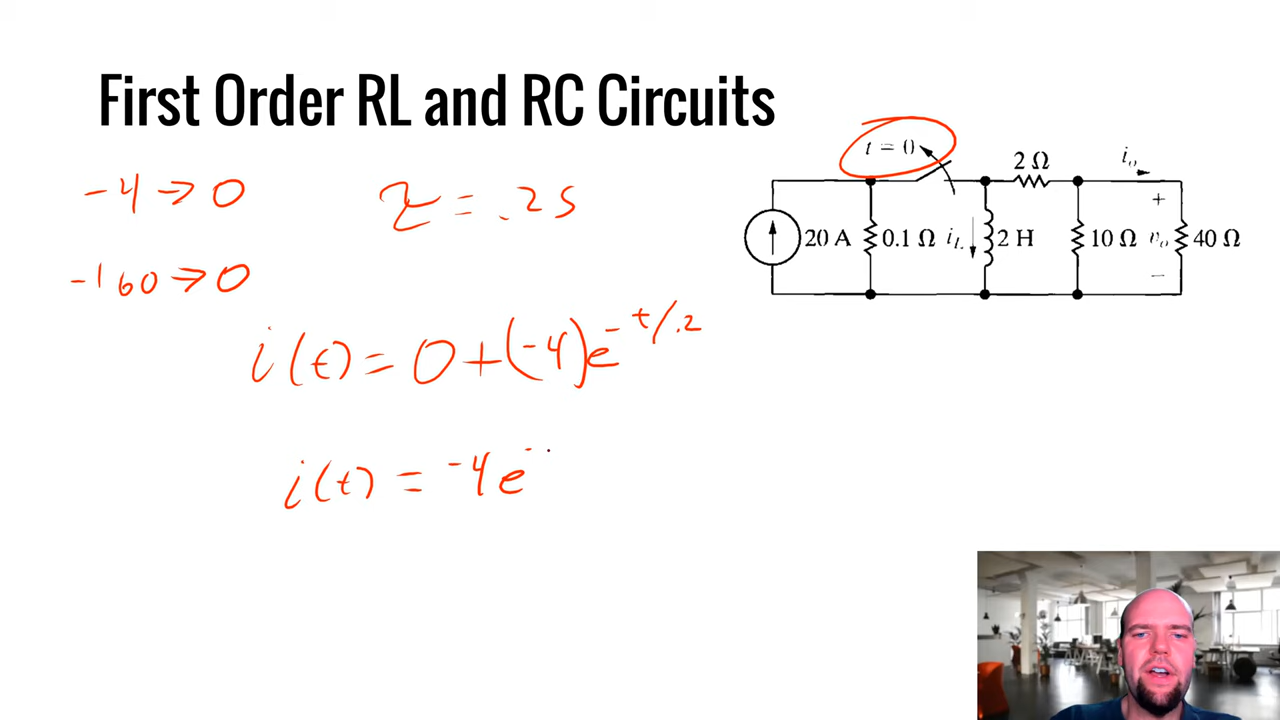 First Order RL and RC Circuits
-4 → 0
τ = .2 s
-160 → 0
i(t) = 0 + (-4)e^{-t/.2}
i(t) = -4e^{-
t = 0
2 Ω
i_o
20 A
0.1 Ω
i_L
2 H
10 Ω
+
v_o
−
40 Ω